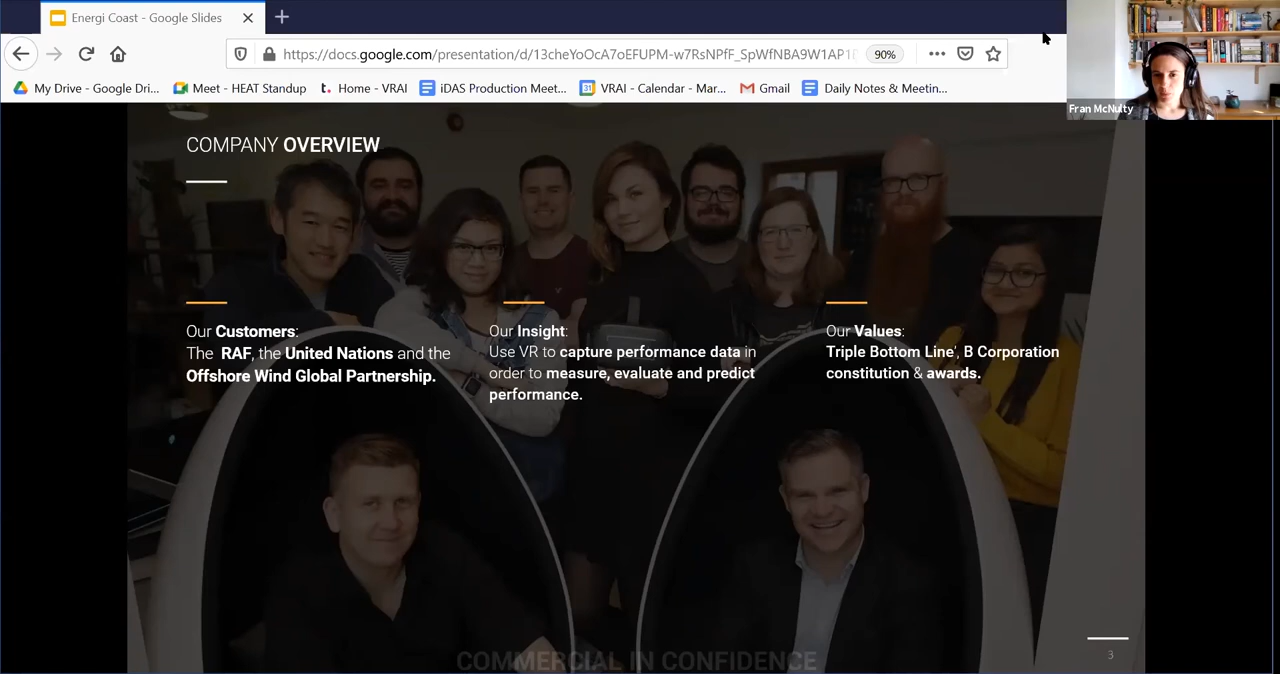 Energi Coast - Google Slides
https://docs.google.com/presentation/d/13cheYoOcA7oEFUPM-w7RsNPfF_SpWfNBA9W1AP1
90%
My Drive - Google Dri...
Meet - HEAT Standup
t. Home - VRAI
iDAS Production Meet...
31 VRAI - Calendar - Mar...
Gmail
Daily Notes & Meetin...
Fran McNulty
COMPANY OVERVIEW
Our Customers:
The RAF, the United Nations and the
Offshore Wind Global Partnership.
Our Insight:
Use VR to capture performance data in
order to measure, evaluate and predict
performance.
Our Values:
Triple Bottom Line', B Corporation
constitution & awards.
COMMERCIAL IN CONFIDENCE
3